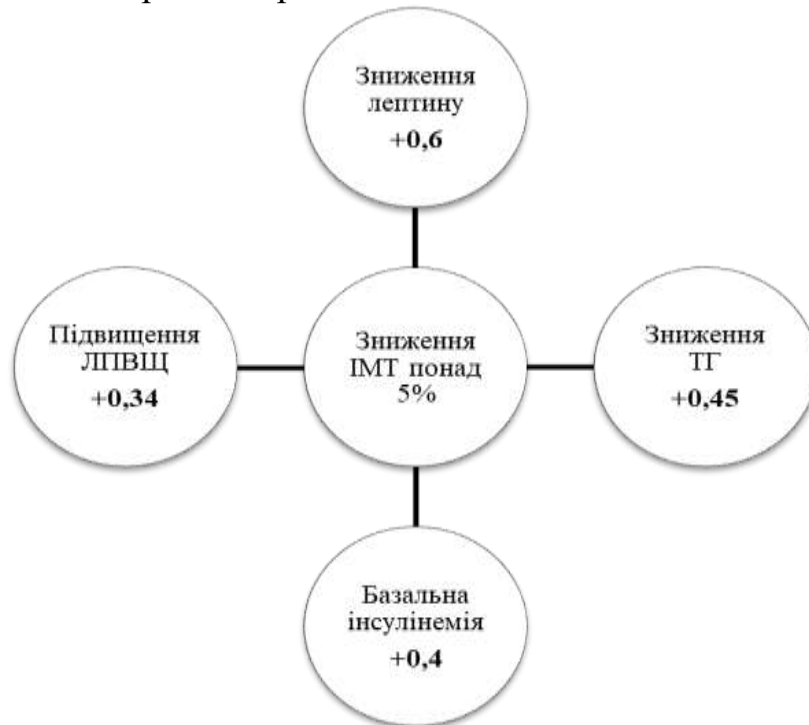 Зниження
лептину
+0,6
Підвищення
ЛПВЩ
+0,34
Зниження
ІМТ понад
5%
Зниження
ТГ
+0,45
Базальна
інсулінемія
+0,4